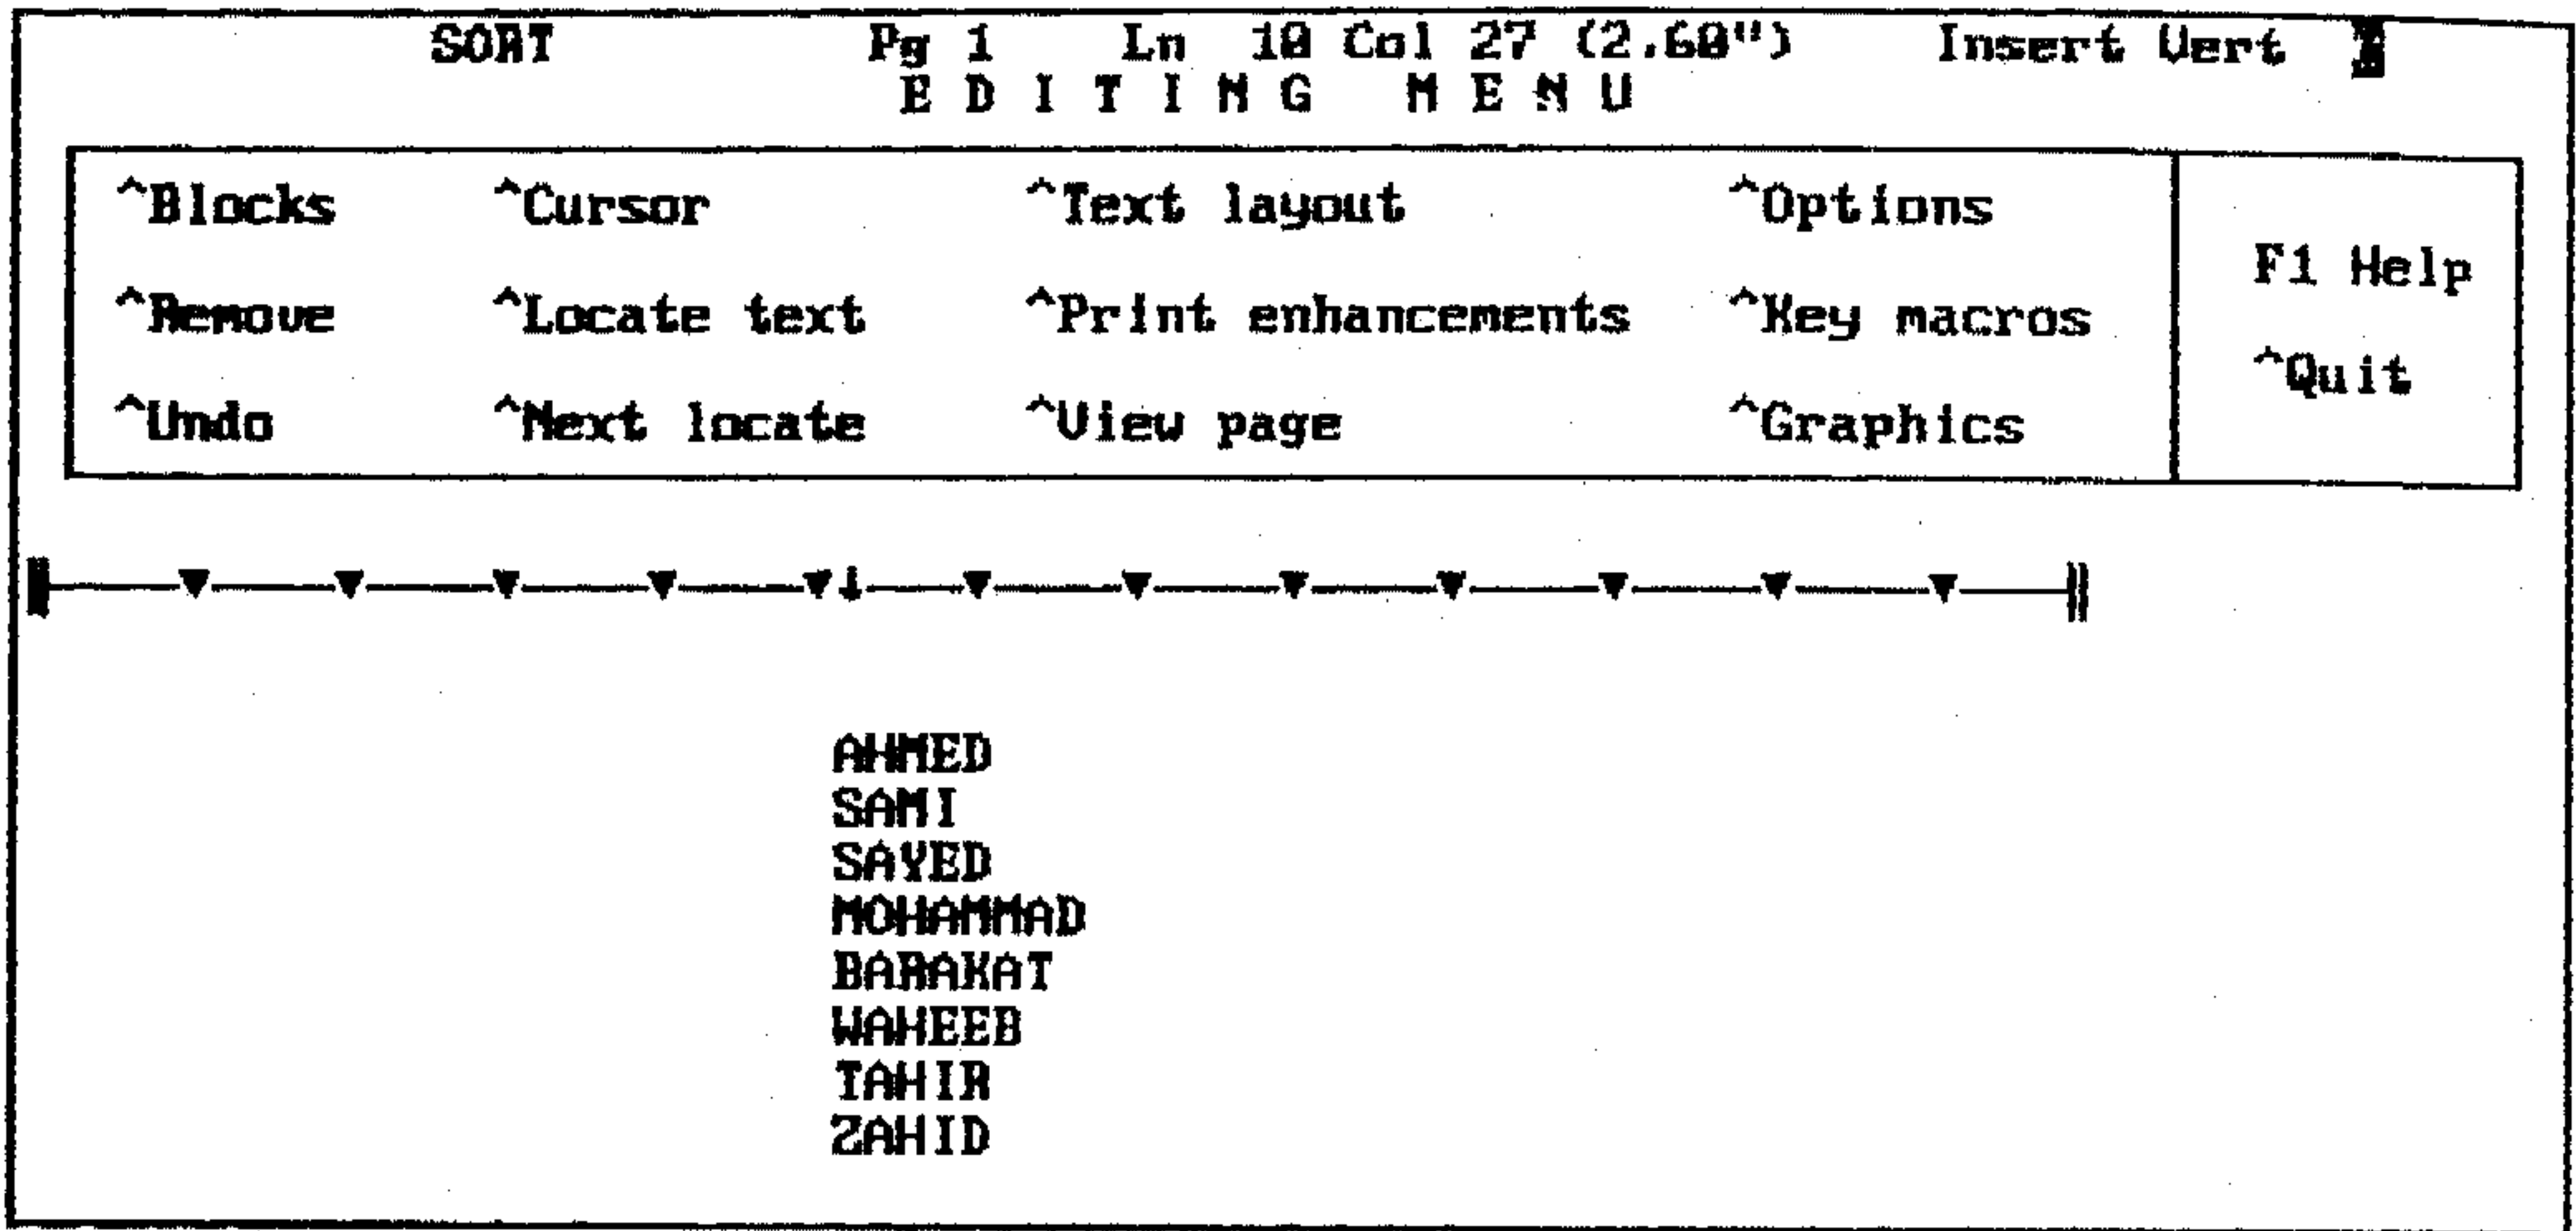 SORT Pg 1 Ln 10 Col 27 (2.60") Insert Vert
E D I T I N G M E N U
^Blocks ^Cursor ^Text layout ^Options
F1 Help
^Remove ^Locate text ^Print enhancements ^Key macros
^Quit
^Undo ^Next locate ^View page ^Graphics
AHMED
SAMI
SAYED
MOHAMMAD
BARAKAT
WAHEEB
TAHIR
ZAHID